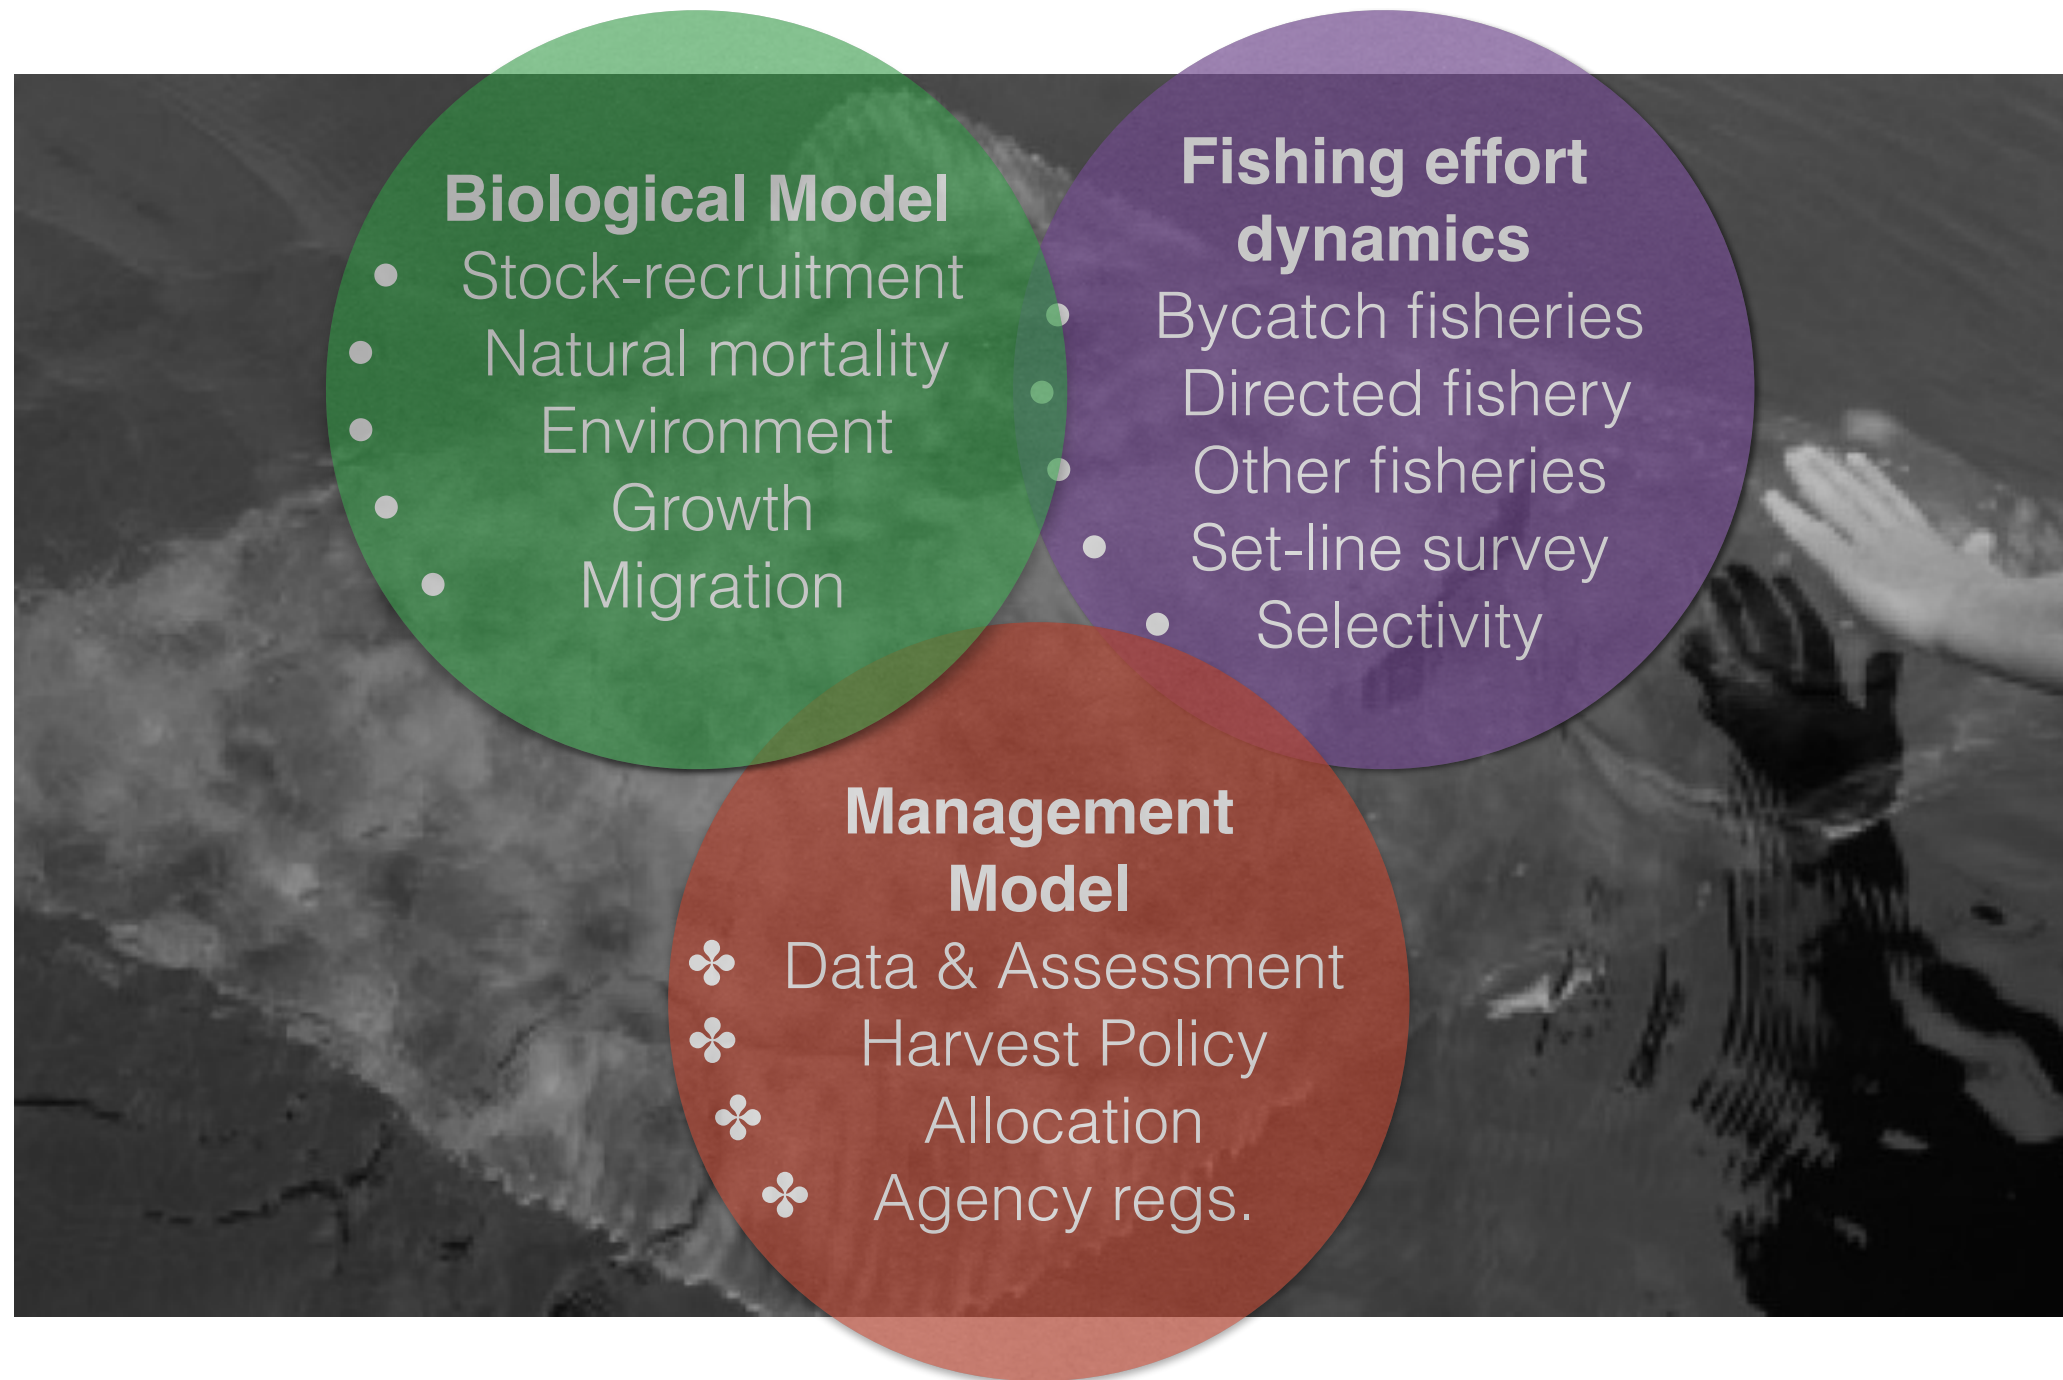 Biological Model
• Stock-recruitment
• Natural mortality
• Environment
• Growth
• Migration
Fishing effort
dynamics
• Bycatch fisheries
• Directed fishery
• Other fisheries
• Set-line survey
• Selectivity
Management
Model
✤ Data & Assessment
✤ Harvest Policy
✤ Allocation
✤ Agency regs.